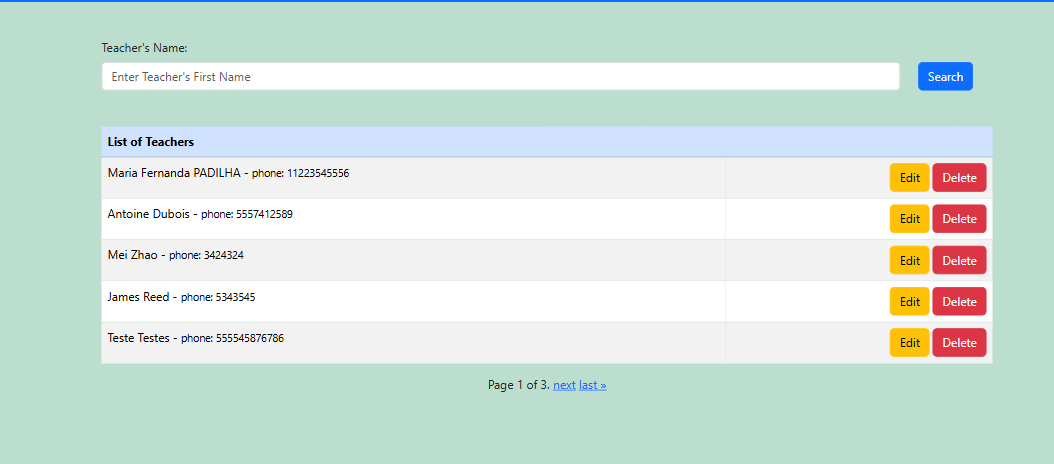 Teacher's Name:
Enter Teacher's First Name
Search
List of Teachers
Maria Fernanda PADILHA - phone: 11223545556 Edit Delete
Antoine Dubois - phone: 5557412589 Edit Delete
Mei Zhao - phone: 3424324 Edit Delete
James Reed - phone: 5343545 Edit Delete
Teste Testes - phone: 555545876786 Edit Delete
Page 1 of 3. next last »